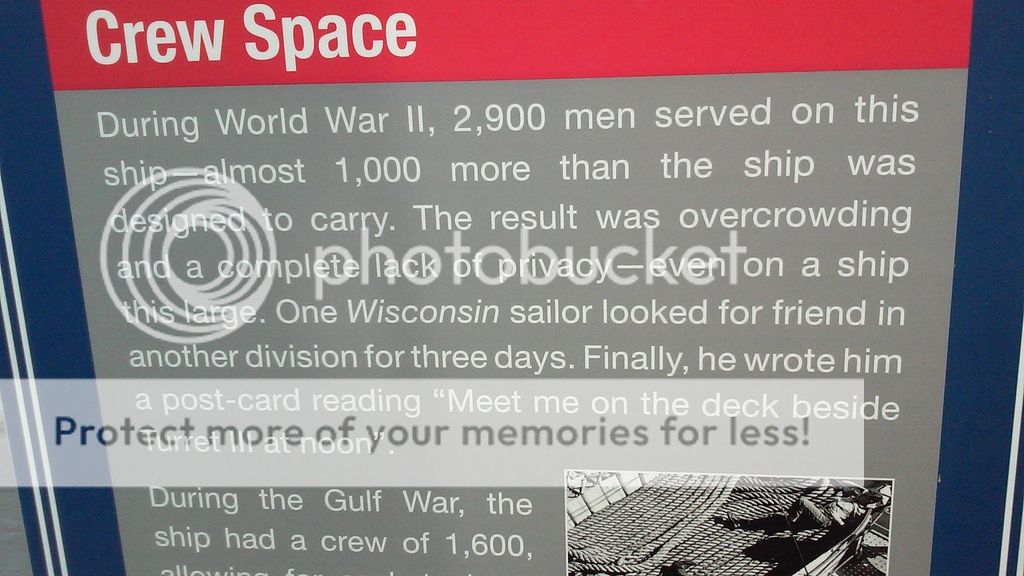 Crew Space
During World War II, 2,900 men served on this
ship—almost 1,000 more than the ship was
designed to carry. The result was overcrowding
and a complete lack of privacy—even on a ship
this large. One Wisconsin sailor looked for friend in
another division for three days. Finally, he wrote him
a post-card reading “Meet me on the deck beside
Turret III at noon”.
During the Gulf War, the
ship had a crew of 1,600,
allowing for
photobucket
Protect more of your memories for less!